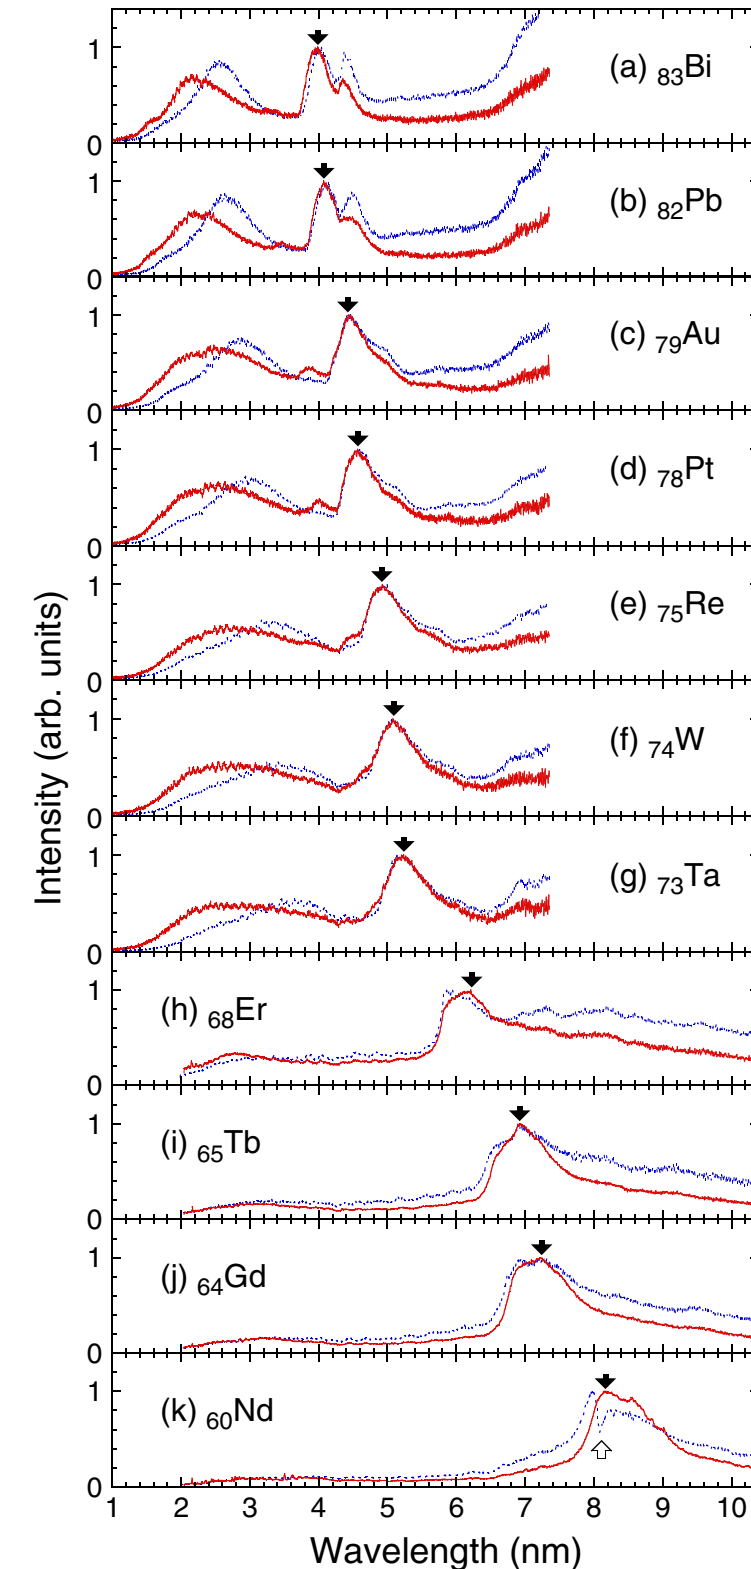 1
0
(a) ₈₃Bi
1
0
(b) ₈₂Pb
1
0
(c) ₇₉Au
1
0
(d) ₇₈Pt
1
0
(e) ₇₅Re
1
0
(f) ₇₄W
1
0
(g) ₇₃Ta
1
0
(h) ₆₈Er
1
0
(i) ₆₅Tb
1
0
(j) ₆₄Gd
1
0
(k) ₆₀Nd
Intensity (arb. units)
1 2 3 4 5 6 7 8 9 10
Wavelength (nm)